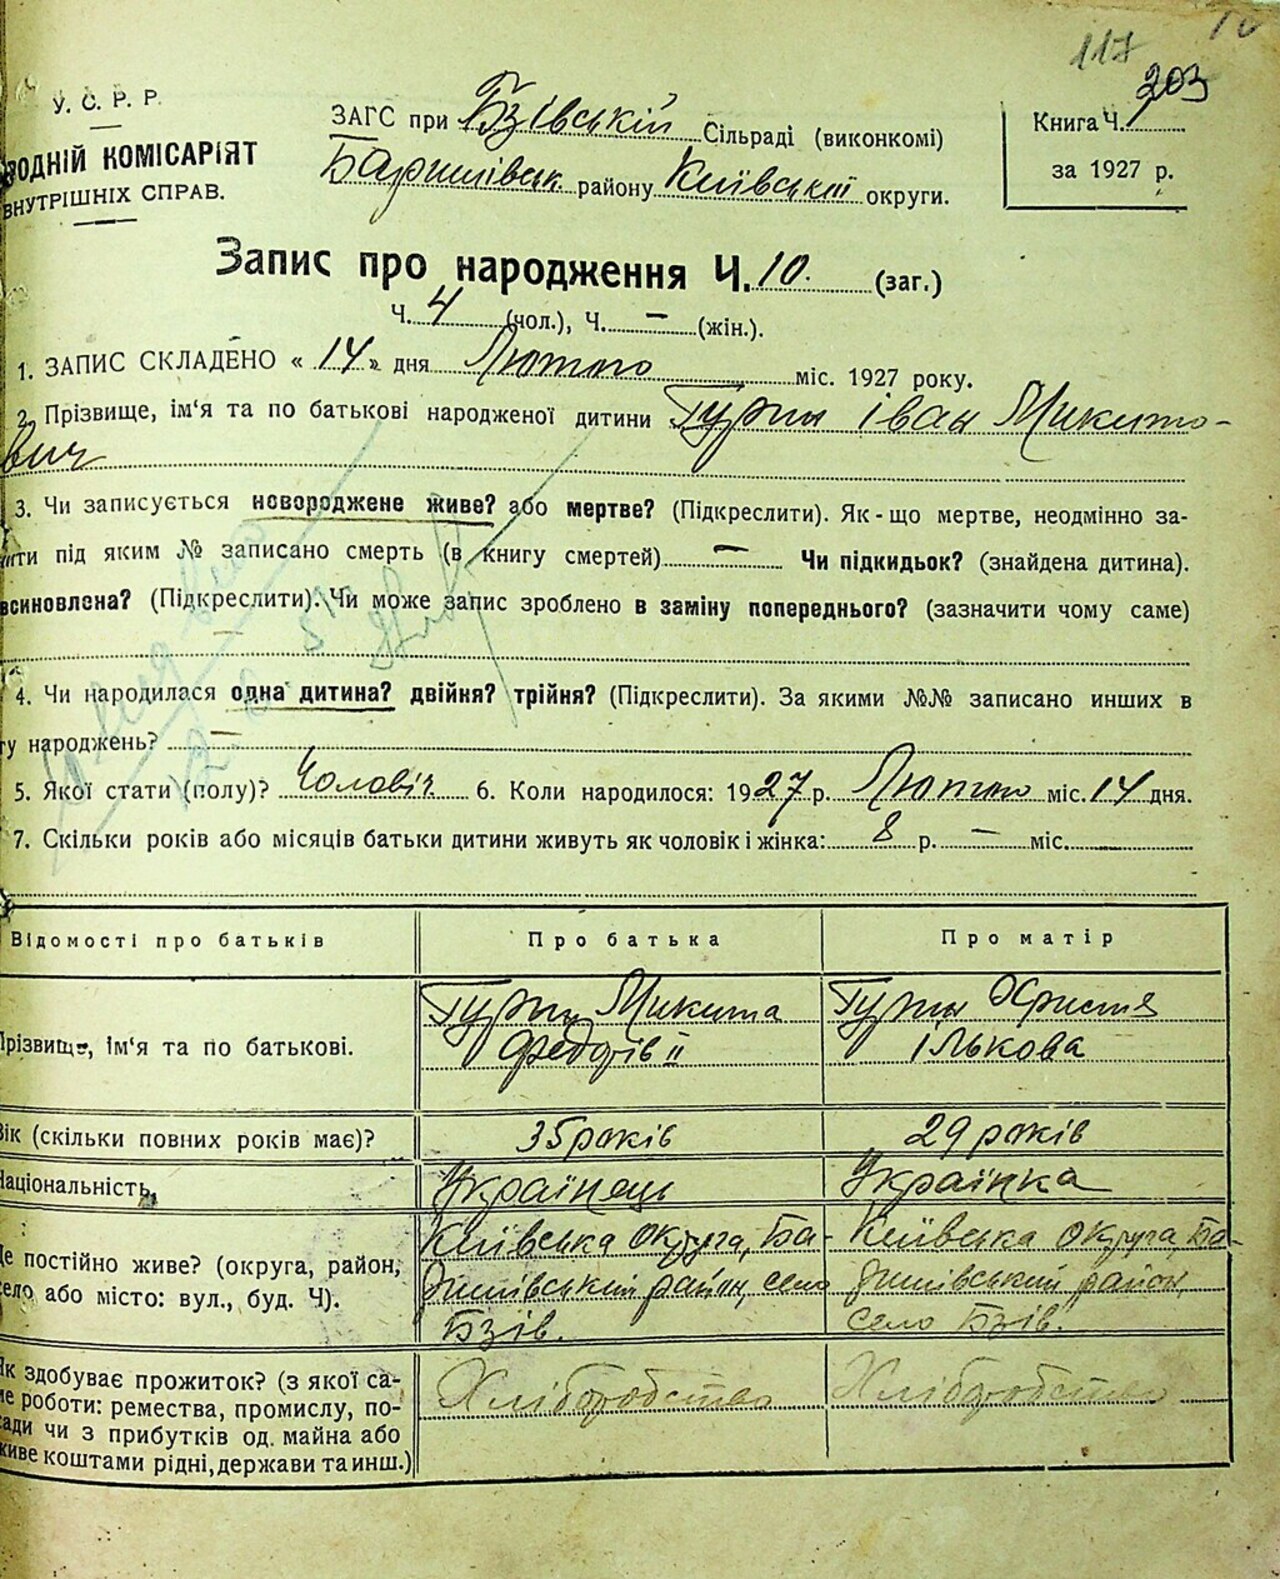 117
203
У. С. Р. Р.
РОДНІЙ КОМІСАРІЯТ
ВНУТРІШНІХ СПРАВ.
ЗАГС при Бзівській Сільраді (виконкомі)
Баришівськ району Київської округи.
Книга Ч. 1
за 1927 р.
Запис про народження Ч. 10. (заг.)
Ч. 4 (чол.), Ч. — (жін.).
1. ЗАПИС СКЛАДЕНО « 14 » дня Лютого міс. 1927 року.
2. Прізвище, ім‘я та по батькові народженої дитини Гурин Іван Микито-
вич
3. Чи записується новороджене живе? або мертве? (Підкреслити). Як-що мертве, неодмінно за-
ити під яким № записано смерть (в книгу смертей) — Чи підкидьок? (знайдена дитина).
всиновлена? (Підкреслити). Чи може запис зроблено в заміну попереднього? (зазначити чому саме)
—
4. Чи народилася одна дитина? двійня? трійня? (Підкреслити). За якими №№ записано инших в
гу народжень? —
5. Якої стати (полу)? Чоловіч. 6. Коли народилося: 1927 р. Лютого міс. 14 дня.
7. Скільки років або місяців батьки дитини живуть як чоловік і жінка: 8 р. — міс.
Відомості про батьків
Про батька
Про матір
Прізвище, ім‘я та по батькові.
Гурин Микита
Федорів II
Гурин Христя
Ількова
Вік (скільки повних років має)?
35 років
29 років
Національність,
Українець
Українка
Де постійно живе? (округа, район,
село або місто: вул., буд. Ч).
Київська округа, Ба-
ришівський район, село
Бзів.
Київська округа, Ба-
ришівський район,
село Бзів.
Як здобуває прожиток? (з якої са-
ме роботи: ремества, промислу, по-
сади чи з прибутків од. майна або
живе коштами рідні, держави та инш.)
Хліборобство
Хліборобство